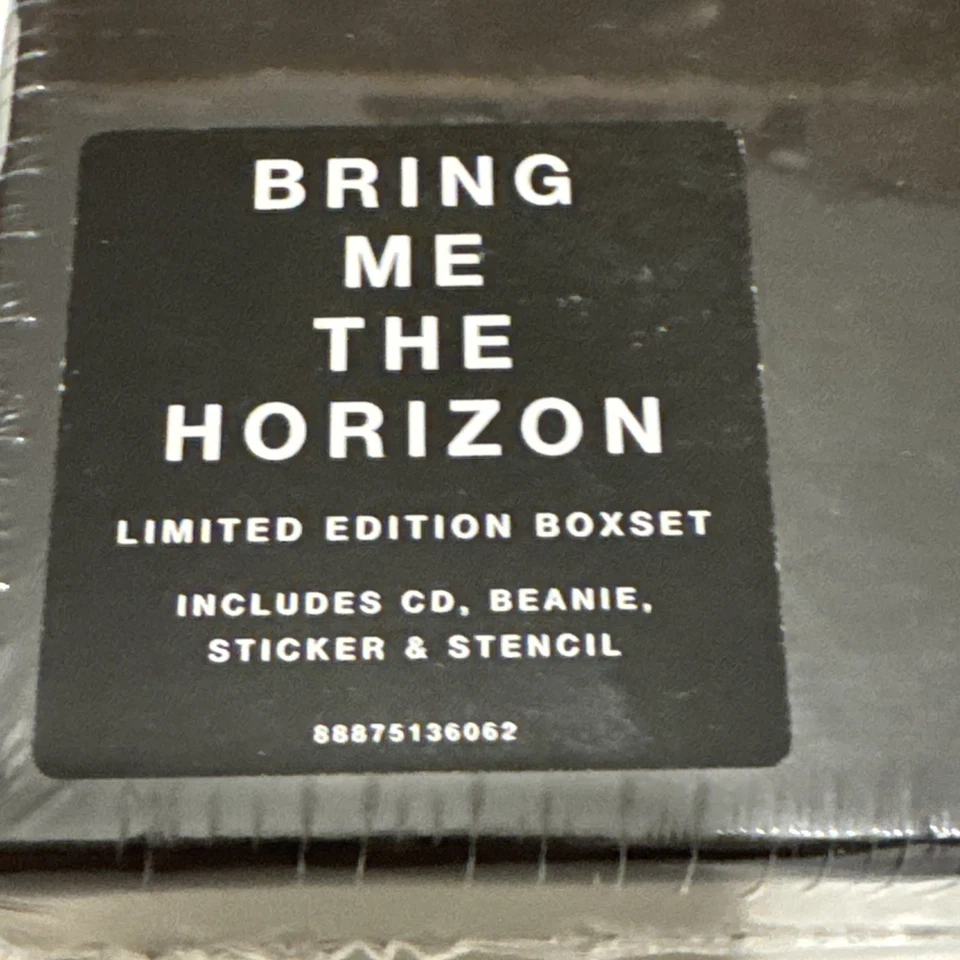 BRING
ME
THE
HORIZON
LIMITED EDITION BOXSET
INCLUDES CD, BEANIE,
STICKER & STENCIL
88875136062